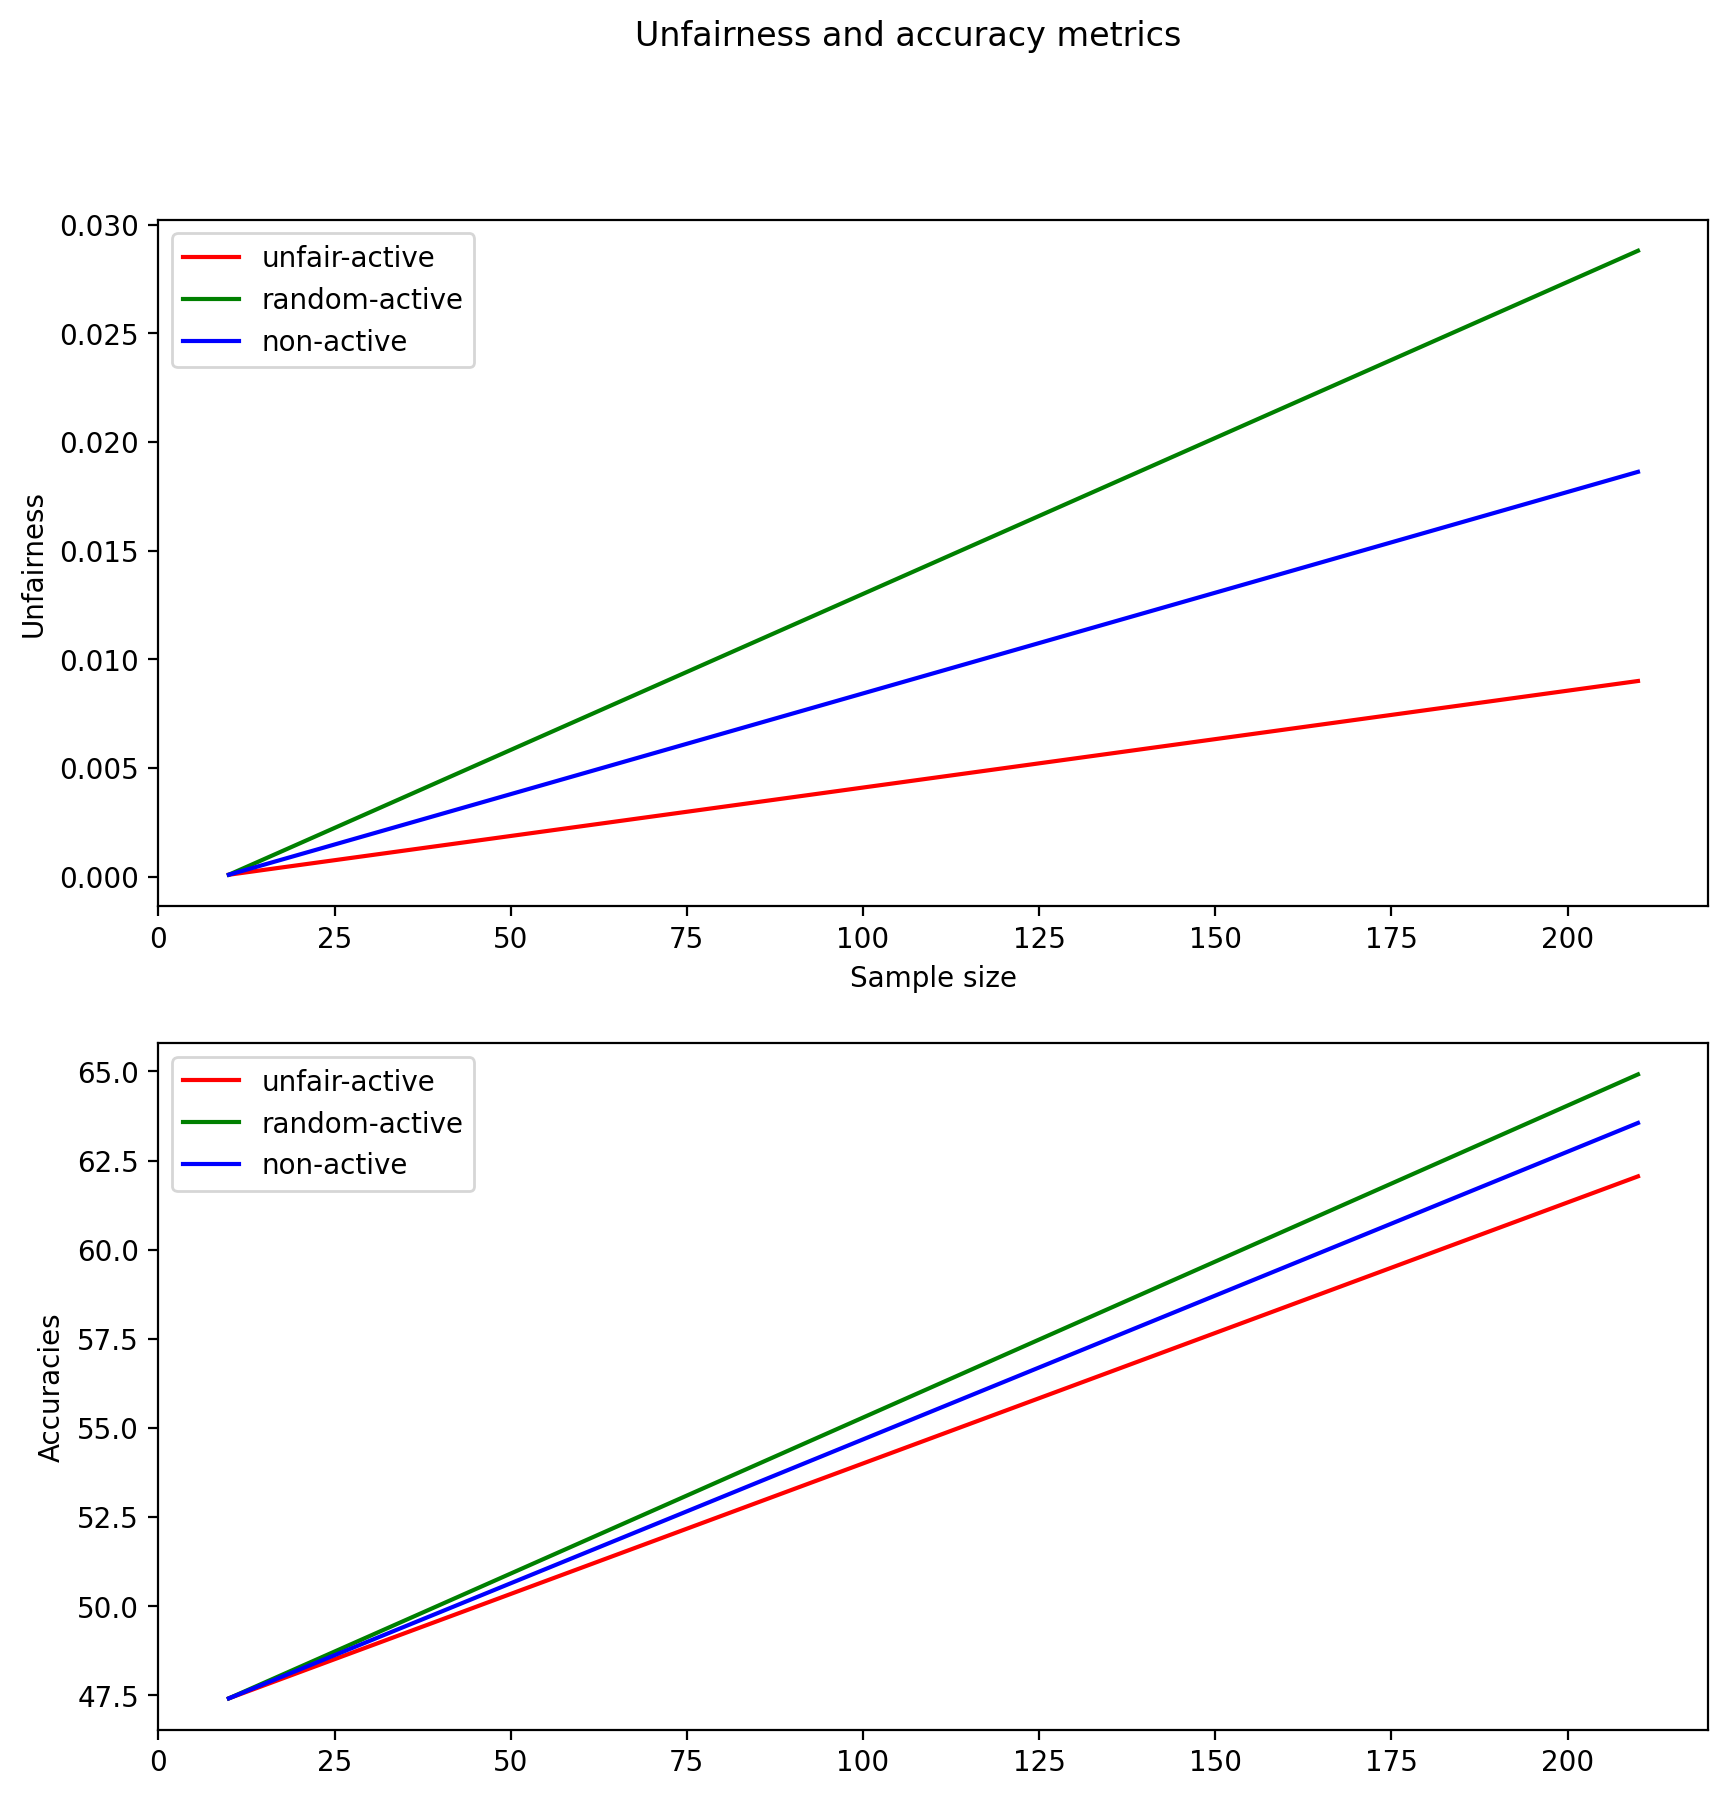 Unfairness and accuracy metrics
0.030
0.025
0.020
0.015
0.010
0.005
0.000
Unfairness
unfair-active
random-active
non-active
0 25 50 75 100 125 150 175 200
Sample size
65.0
62.5
60.0
57.5
55.0
52.5
50.0
47.5
Accuracies
unfair-active
random-active
non-active
0 25 50 75 100 125 150 175 200